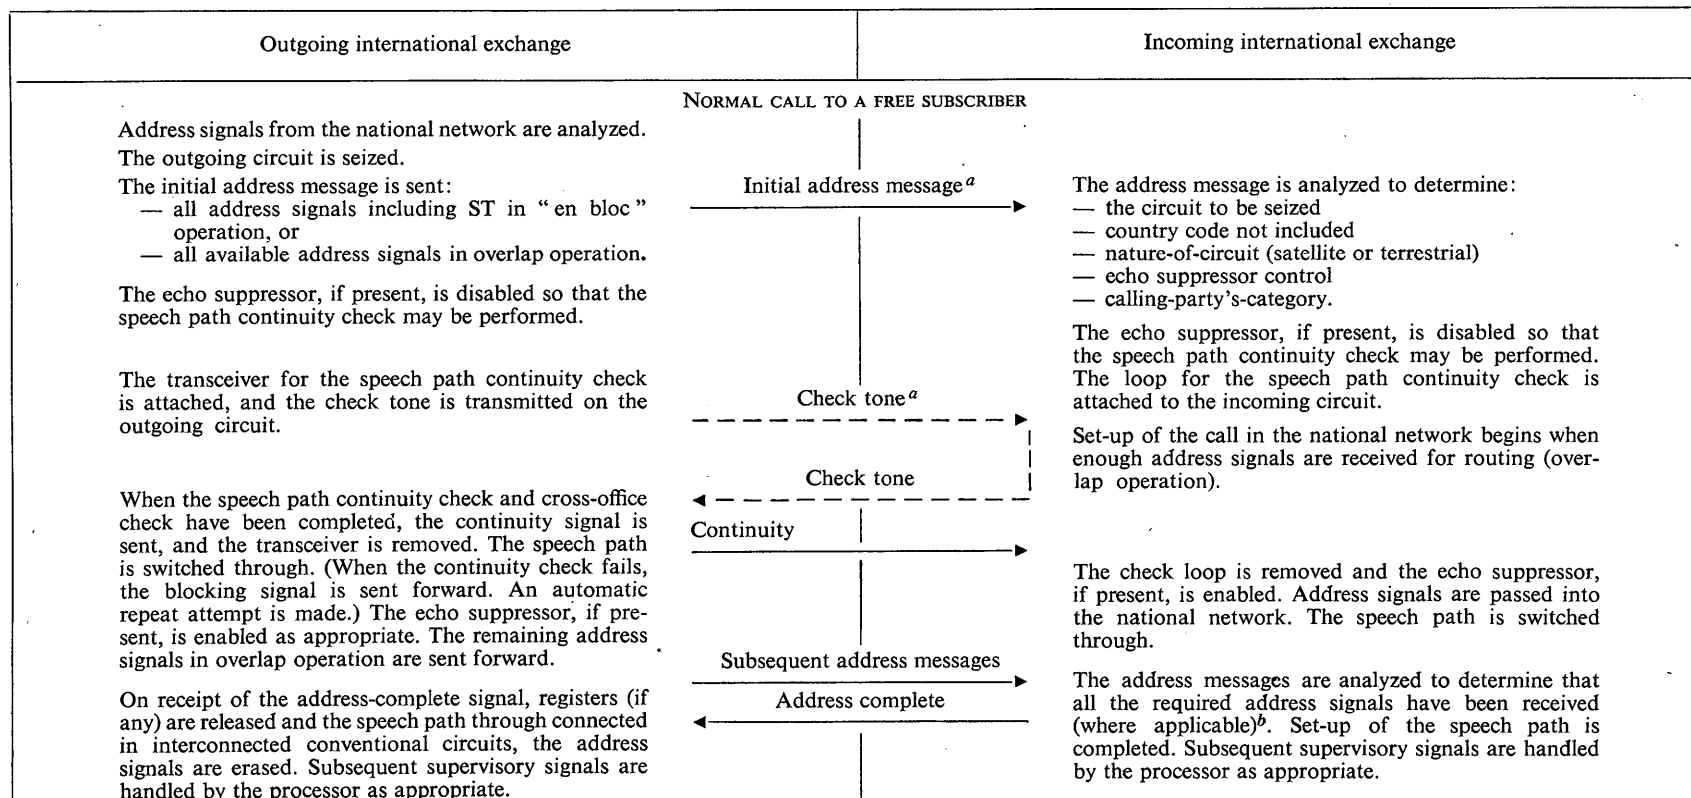 Outgoing international exchange
Incoming international exchange
NORMAL CALL TO A FREE SUBSCRIBER
Address signals from the national network are analyzed.
The outgoing circuit is seized.
The initial address message is sent:
— all address signals including ST in “ en bloc ”
operation, or
— all available address signals in overlap operation.
The echo suppressor, if present, is disabled so that the
speech path continuity check may be performed.
The transceiver for the speech path continuity check
is attached, and the check tone is transmitted on the
outgoing circuit.
When the speech path continuity check and cross-office
check have been completed, the continuity signal is
sent, and the transceiver is removed. The speech path
is switched through. (When the continuity check fails,
the blocking signal is sent forward. An automatic
repeat attempt is made.) The echo suppressor, if pre-
sent, is enabled as appropriate. The remaining address
signals in overlap operation are sent forward.
On receipt of the address-complete signal, registers (if
any) are released and the speech path through connected
in interconnected conventional circuits, the address
signals are erased. Subsequent supervisory signals are
handled by the processor as appropriate.
Initial address message a
Check tone a
Check tone
Continuity
Subsequent address messages
Address complete
The address message is analyzed to determine:
— the circuit to be seized
— country code not included
— nature-of-circuit (satellite or terrestrial)
— echo suppressor control
— calling-party’s-category.
The echo suppressor, if present, is disabled so that
the speech path continuity check may be performed.
The loop for the speech path continuity check is
attached to the incoming circuit.
Set-up of the call in the national network begins when
enough address signals are received for routing (over-
lap operation).
The check loop is removed and the echo suppressor,
if present, is enabled. Address signals are passed into
the national network. The speech path is switched
through.
The address messages are analyzed to determine that
all the required address signals have been received
(where applicable)b. Set-up of the speech path is
completed. Subsequent supervisory signals are handled
by the processor as appropriate.